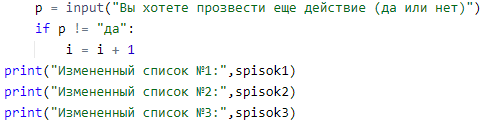 p = input("Вы хотете прозвести еще действие (да или нет)")
if p != "да":
i = i + 1
print("Измененный список №1:",spisok1)
print("Измененный список №2:",spisok2)
print("Измененный список №3:",spisok3)